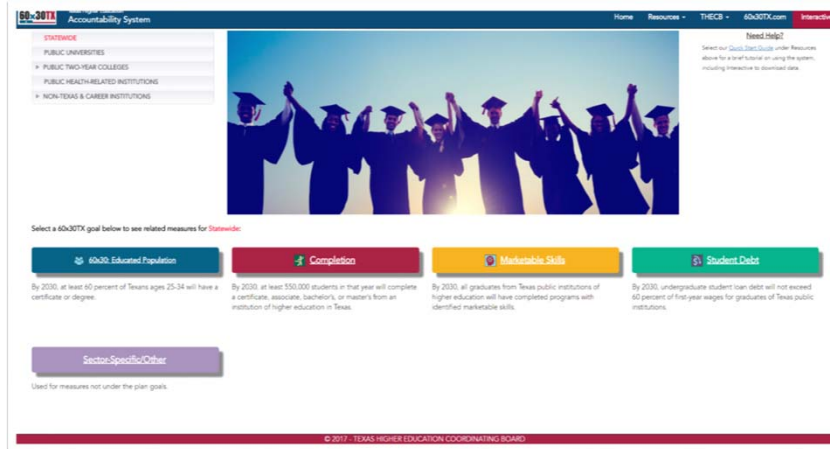 60x30TX
Accountability System
Home Resources THECB 60x30TX.com Interactive
STATEWIDE
PUBLIC UNIVERSITIES
PUBLIC TWO-YEAR COLLEGES
PUBLIC HEALTH-RELATED INSTITUTIONS
NON-TEXAS & CAREER INSTITUTIONS
Need Help?
Select our Quick Start Guide under Resources
above for a brief tutorial on using the system,
including interactive to download data.
Select a 60x30TX goal below to see related measures for Statewide:
60x30: Educated Population
By 2030, at least 60 percent of Texans ages 25-34 will have a
certificate or degree.
Completion
By 2030, at least 550,000 students in that year will complete
a certificate, associate, bachelor's, or master's from an
institution of higher education in Texas.
Marketable Skills
By 2030, all graduates from Texas public institutions of
higher education will have completed programs with
identified marketable skills.
Student Debt
By 2030, undergraduate student loan debt will not exceed
60 percent of first-year wages for graduates of Texas public
institutions.
Sector-Specific/Other
Used for measures not under the plan goals.
© 2017 - TEXAS HIGHER EDUCATION COORDINATING BOARD